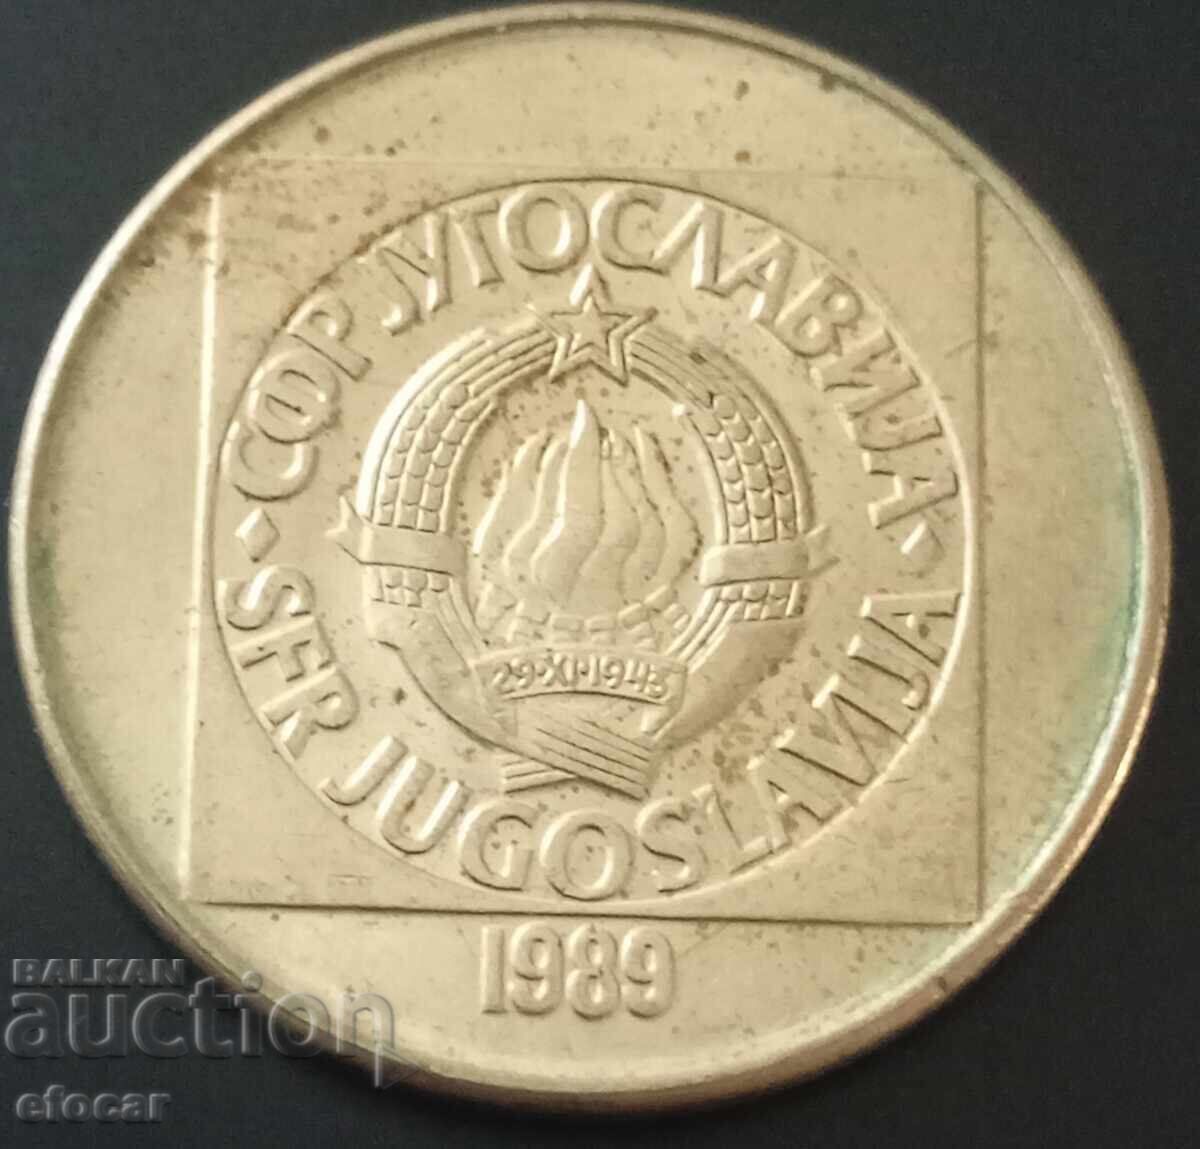 СФР ЈУГОСЛАВИЈА
29·XI·1943
SFR JUGOSLAVIJA
1989
BALKAN
auction
efocar